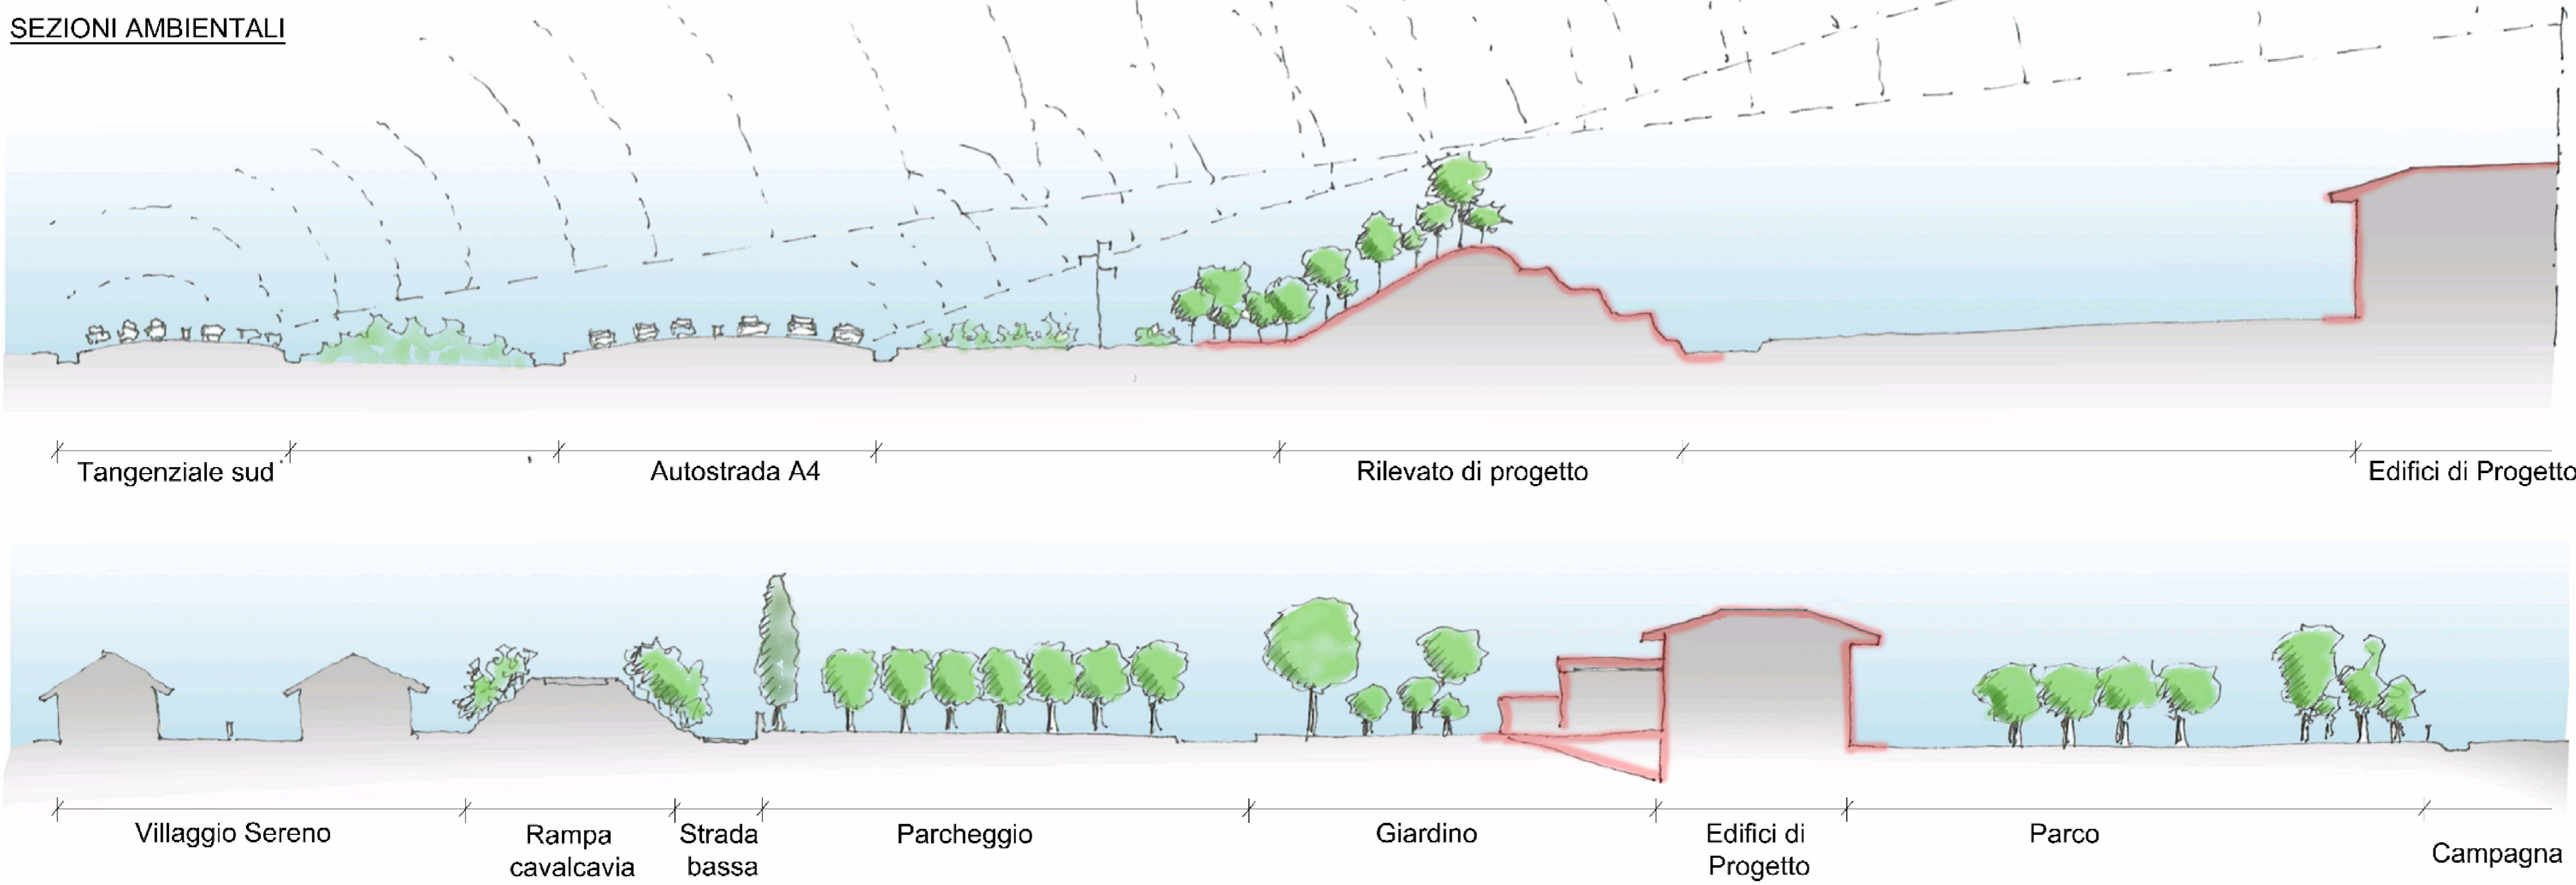 SEZIONI AMBIENTALI
Tangenziale sud
Autostrada A4
Rilevato di progetto
Edifici di Progetto
Villaggio Sereno
Rampa
cavalcavia
Strada
bassa
Parcheggio
Giardino
Edifici di
Progetto
Parco
Campagna